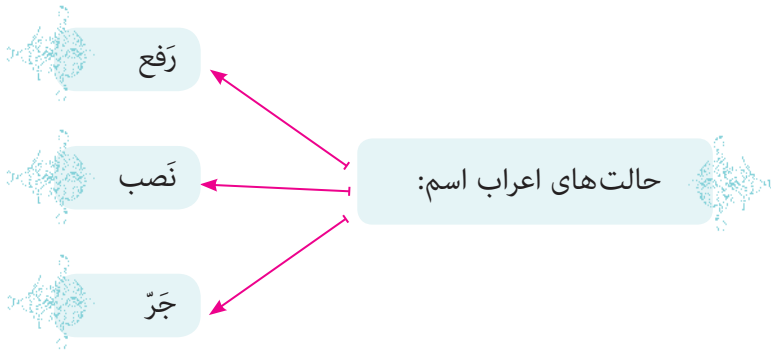 حالت‌های اعراب اسم:
رَفع
نَصب
جَرّ